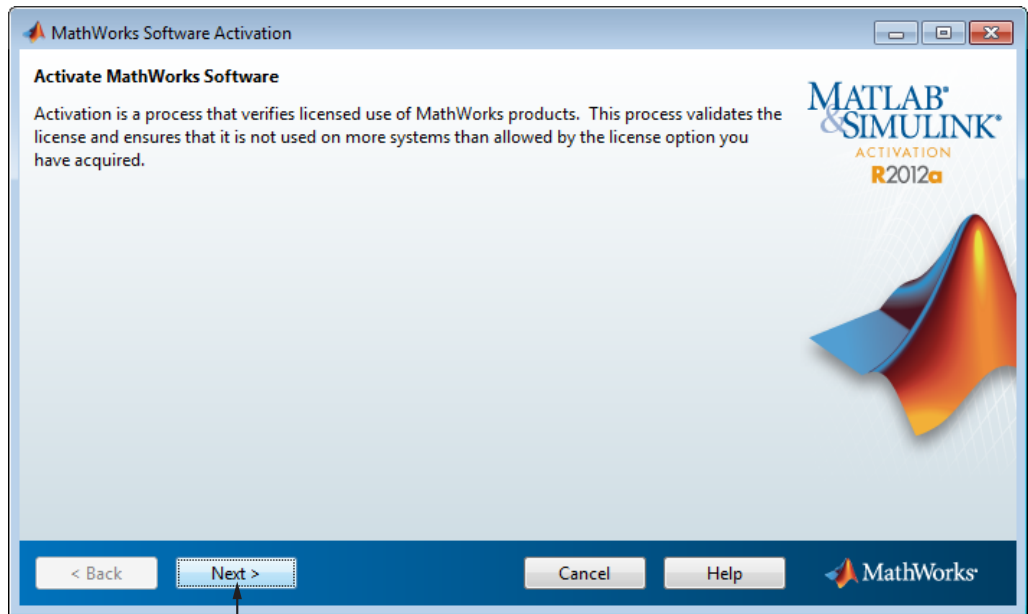 MathWorks Software Activation
Activate MathWorks Software
Activation is a process that verifies licensed use of MathWorks products. This process validates the
license and ensures that it is not used on more systems than allowed by the license option you
have acquired.
MATLAB®
&SIMULINK®
ACTIVATION
R2012a
< Back
Next >
Cancel
Help
MathWorks®